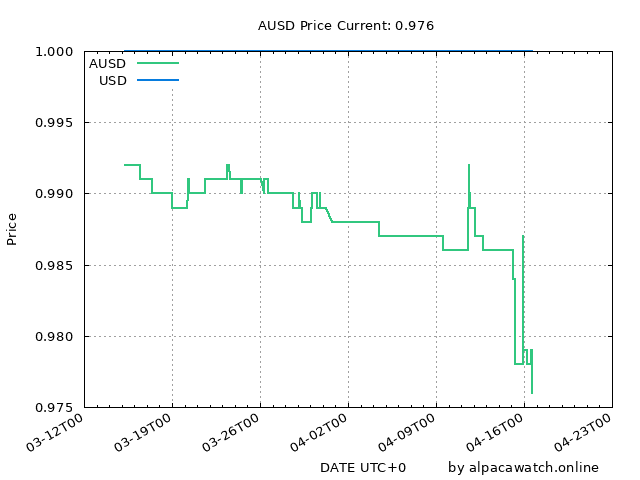 AUSD Price Current: 0.976
1.000
AUSD
USD
0.995
0.990
Price
0.985
0.980
0.975
03-12T00
03-19T00
03-26T00
04-02T00
04-09T00
04-16T00
04-23T00
DATE UTC+0
by alpacawatch.online